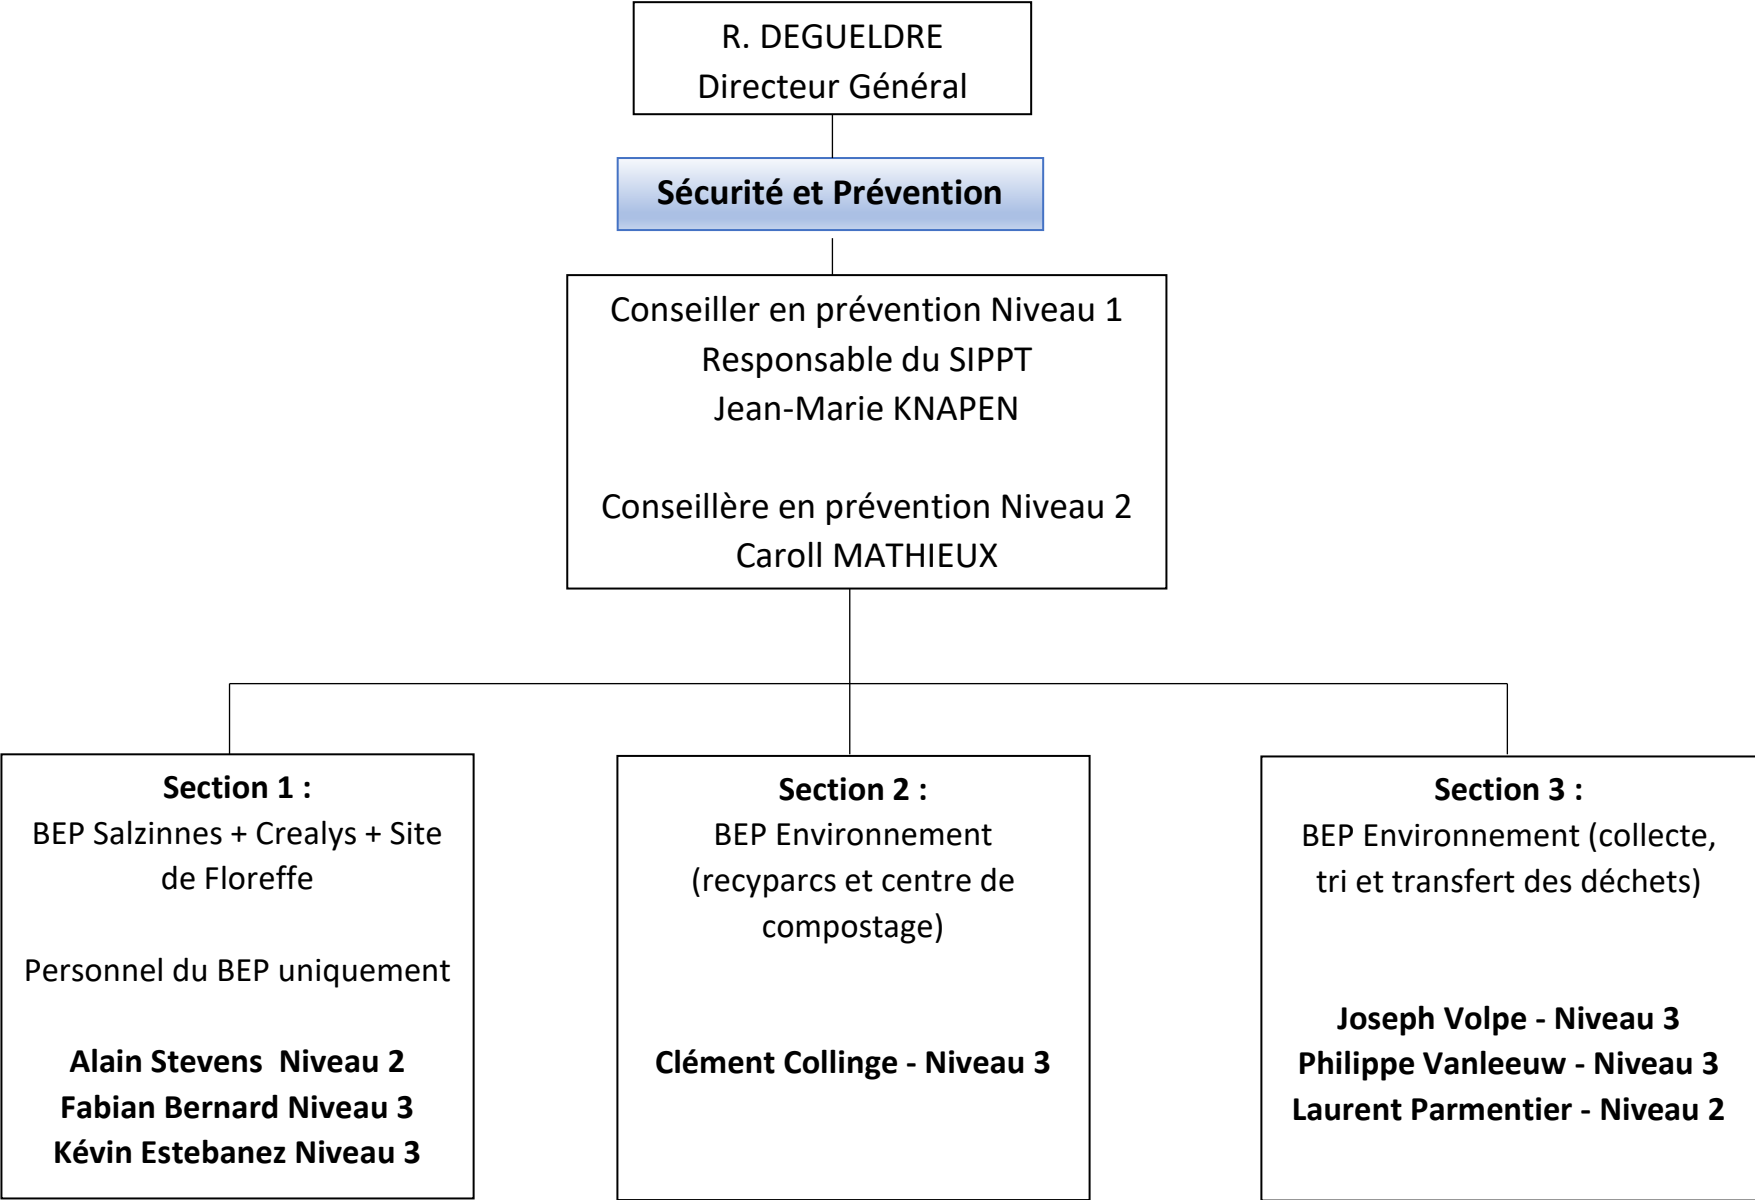 R. DEGUELDRE
Directeur Général
Sécurité et Prévention
Conseiller en prévention Niveau 1
Responsable du SIPPT
Jean-Marie KNAPEN
Conseillère en prévention Niveau 2
Caroll MATHIEUX
Section 1 :
BEP Salzinnes + Crealys + Site
de Floreffe
Personnel du BEP uniquement
Alain Stevens  Niveau 2
Fabian Bernard Niveau 3
Kévin Estebanez Niveau 3
Section 2 :
BEP Environnement
(recyparcs et centre de
compostage)
Clément Collinge - Niveau 3
Section 3 :
BEP Environnement (collecte,
tri et transfert des déchets)
Joseph Volpe - Niveau 3
Philippe Vanleeuw - Niveau 3
Laurent Parmentier - Niveau 2